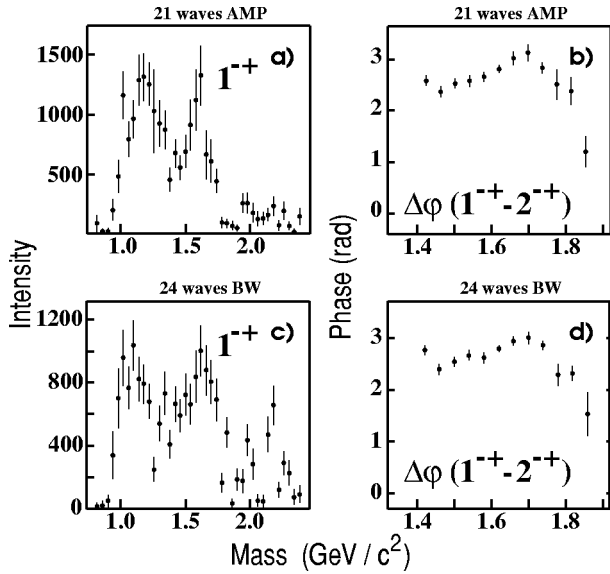 21 waves AMP
21 waves AMP
a)
1⁻⁺
1500
1000
500
1.0
1.5
2.0
b)
3
2
1
0
Δφ (1⁻⁺-2⁻⁺)
1.4
1.6
1.8
Intensity
Phase (rad)
24 waves BW
24 waves BW
c)
1⁻⁺
1200
800
400
0
1.0
1.5
2.0
d)
3
2
1
0
Δφ (1⁻⁺-2⁻⁺)
1.4
1.6
1.8
Mass (GeV / c²)